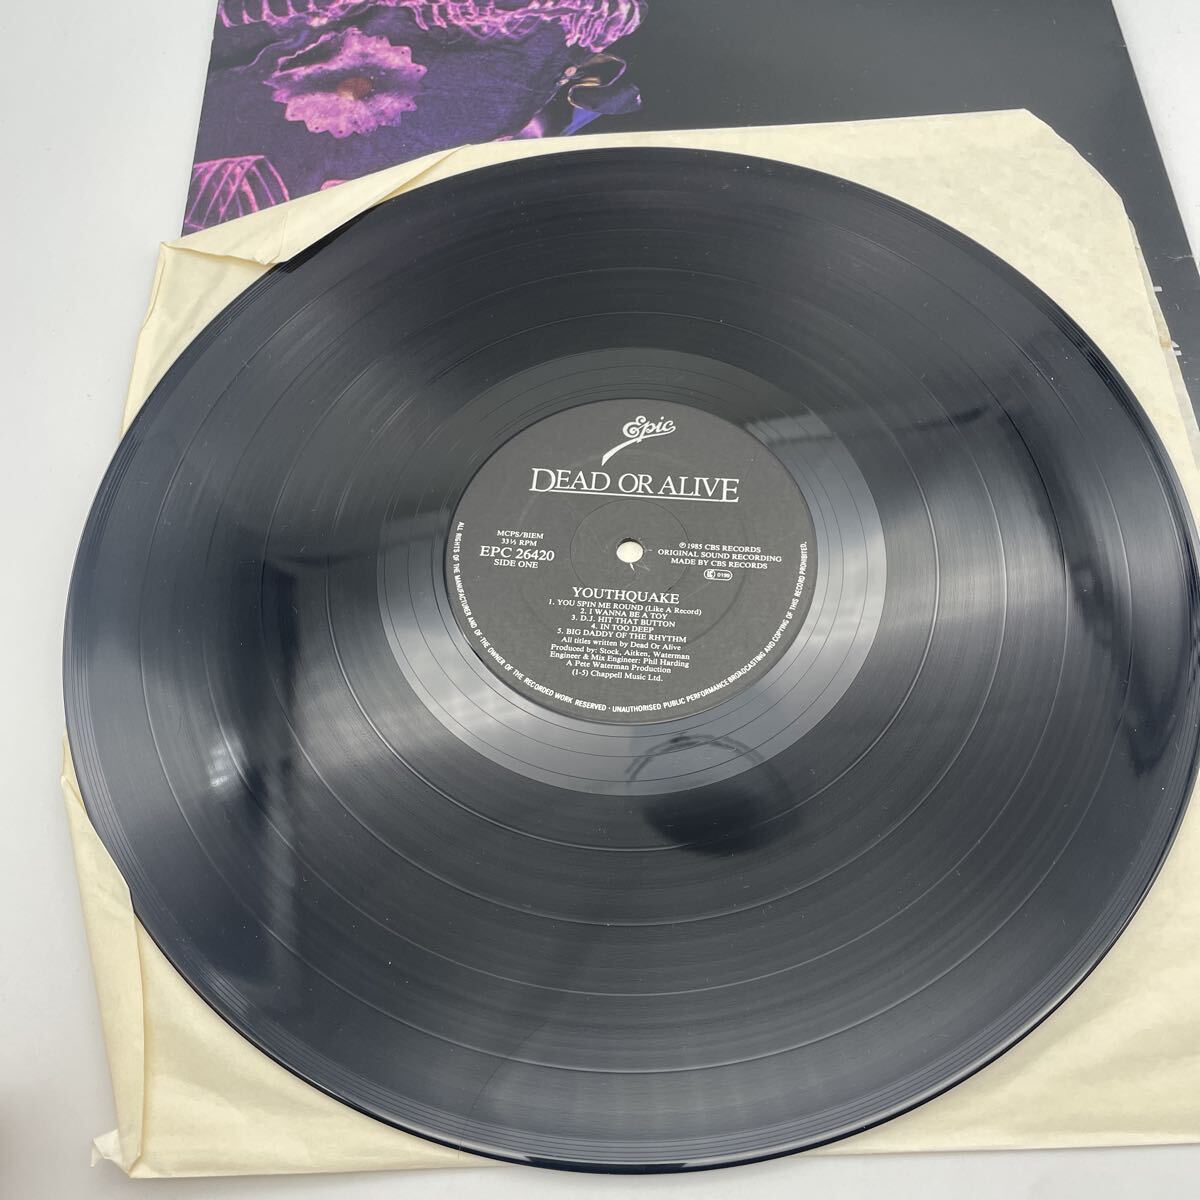 Epic
DEAD OR ALIVE
MCPS/BIEM
33⅓ RPM
EPC 26420
SIDE ONE
℗ 1985 CBS RECORDS
ORIGINAL SOUND RECORDING
MADE BY CBS RECORDS
LC 0199
YOUTHQUAKE
1. YOU SPIN ME ROUND (Like A Record)
2. I WANNA BE A TOY
3. D.J. HIT THAT BUTTON
4. IN TOO DEEP
5. BIG DADDY OF THE RHYTHM
All titles written by Dead Or Alive
Produced by: Stock, Aitken, Waterman
Engineer & Mix Engineer: Phil Harding
A Pete Waterman Production
(1-5) Chappell Music Ltd.
ALL RIGHTS OF THE MANUFACTURER AND OF THE OWNER OF THE RECORDED WORK RESERVED · UNAUTHORISED PUBLIC PERFORMANCE BROADCASTING AND COPYING OF THIS RECORD PROHIBITED.